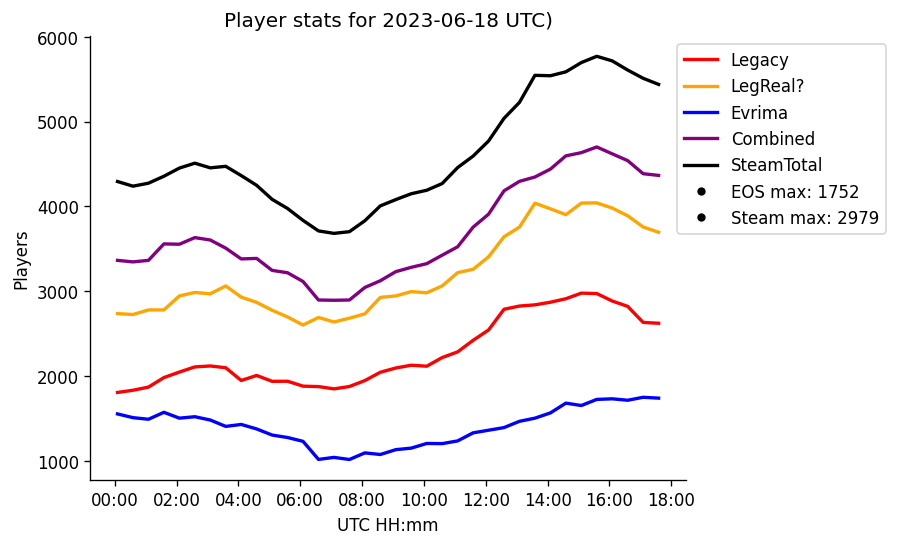 Player stats for 2023-06-18 UTC)
6000
5000
4000
3000
2000
1000
Players
00:00 02:00 04:00 06:00 08:00 10:00 12:00 14:00 16:00 18:00
UTC HH:mm
Legacy
LegReal?
Evrima
Combined
SteamTotal
EOS max: 1752
Steam max: 2979